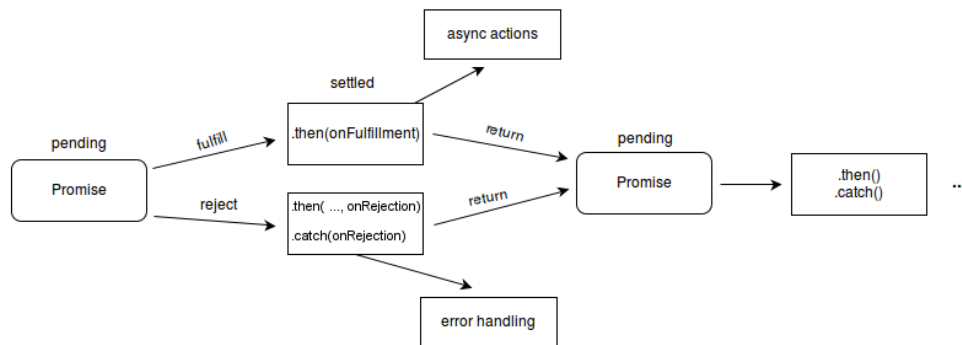 async actions
settled
.then(onFulfillment)
pending
Promise
fulfill
reject
.then( ..., onRejection)
.catch(onRejection)
error handling
return
return
pending
Promise
.then()
.catch()
..